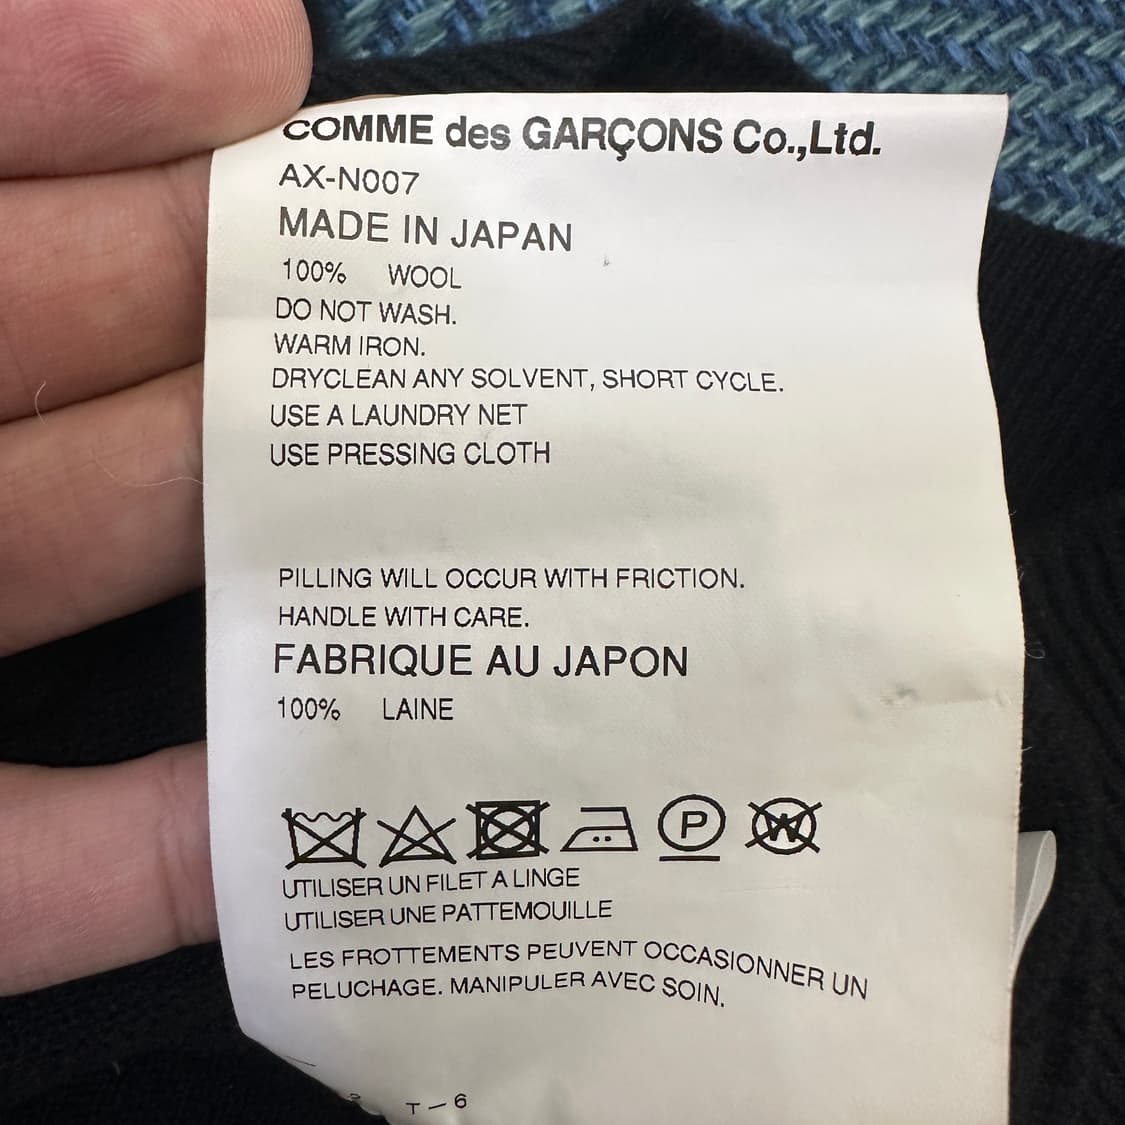 COMME des GARÇONS Co.,Ltd.
AX-N007
MADE IN JAPAN
100% WOOL
DO NOT WASH.
WARM IRON.
DRYCLEAN ANY SOLVENT, SHORT CYCLE.
USE A LAUNDRY NET
USE PRESSING CLOTH
PILLING WILL OCCUR WITH FRICTION.
HANDLE WITH CARE.
FABRIQUE AU JAPON
100% LAINE
P W
UTILISER UN FILET A LINGE
UTILISER UNE PATTEMOUILLE
LES FROTTEMENTS PEUVENT OCCASIONNER UN
PELUCHAGE. MANIPULER AVEC SOIN.
T-6